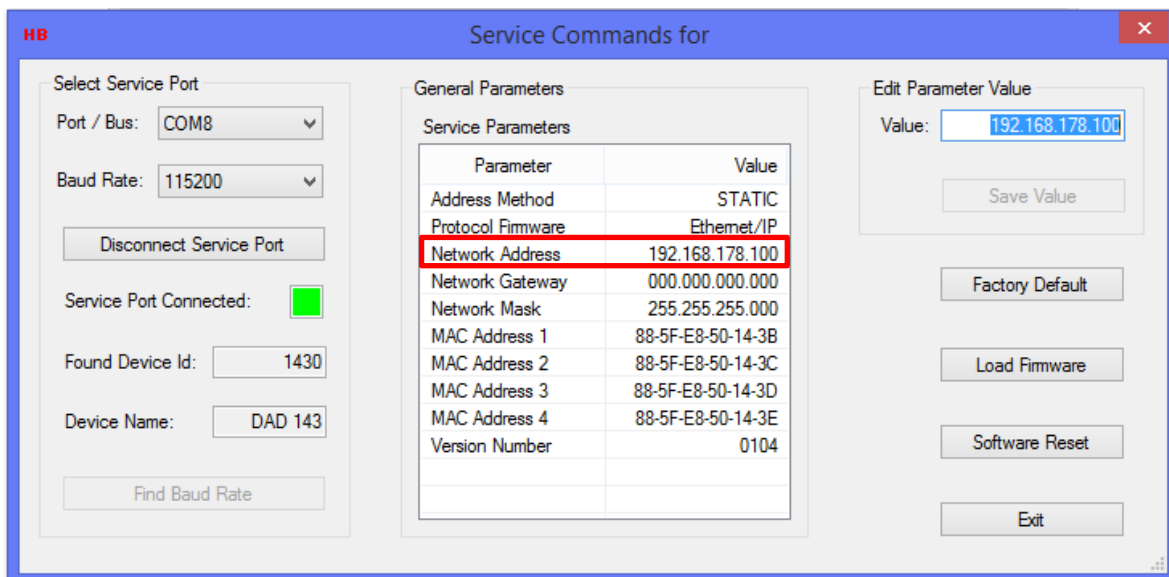 HB
Service Commands for
Select Service Port
Port / Bus: COM8
Baud Rate: 115200
Disconnect Service Port
Service Port Connected:
Found Device Id: 1430
Device Name: DAD 143
Find Baud Rate
General Parameters
Service Parameters
Parameter Value
Address Method STATIC
Protocol Firmware Ethernet/IP
Network Address 192.168.178.100
Network Gateway 000.000.000.000
Network Mask 255.255.255.000
MAC Address 1 88-5F-E8-50-14-3B
MAC Address 2 88-5F-E8-50-14-3C
MAC Address 3 88-5F-E8-50-14-3D
MAC Address 4 88-5F-E8-50-14-3E
Version Number 0104
Edit Parameter Value
Value: 192.168.178.100
Save Value
Factory Default
Load Firmware
Software Reset
Exit